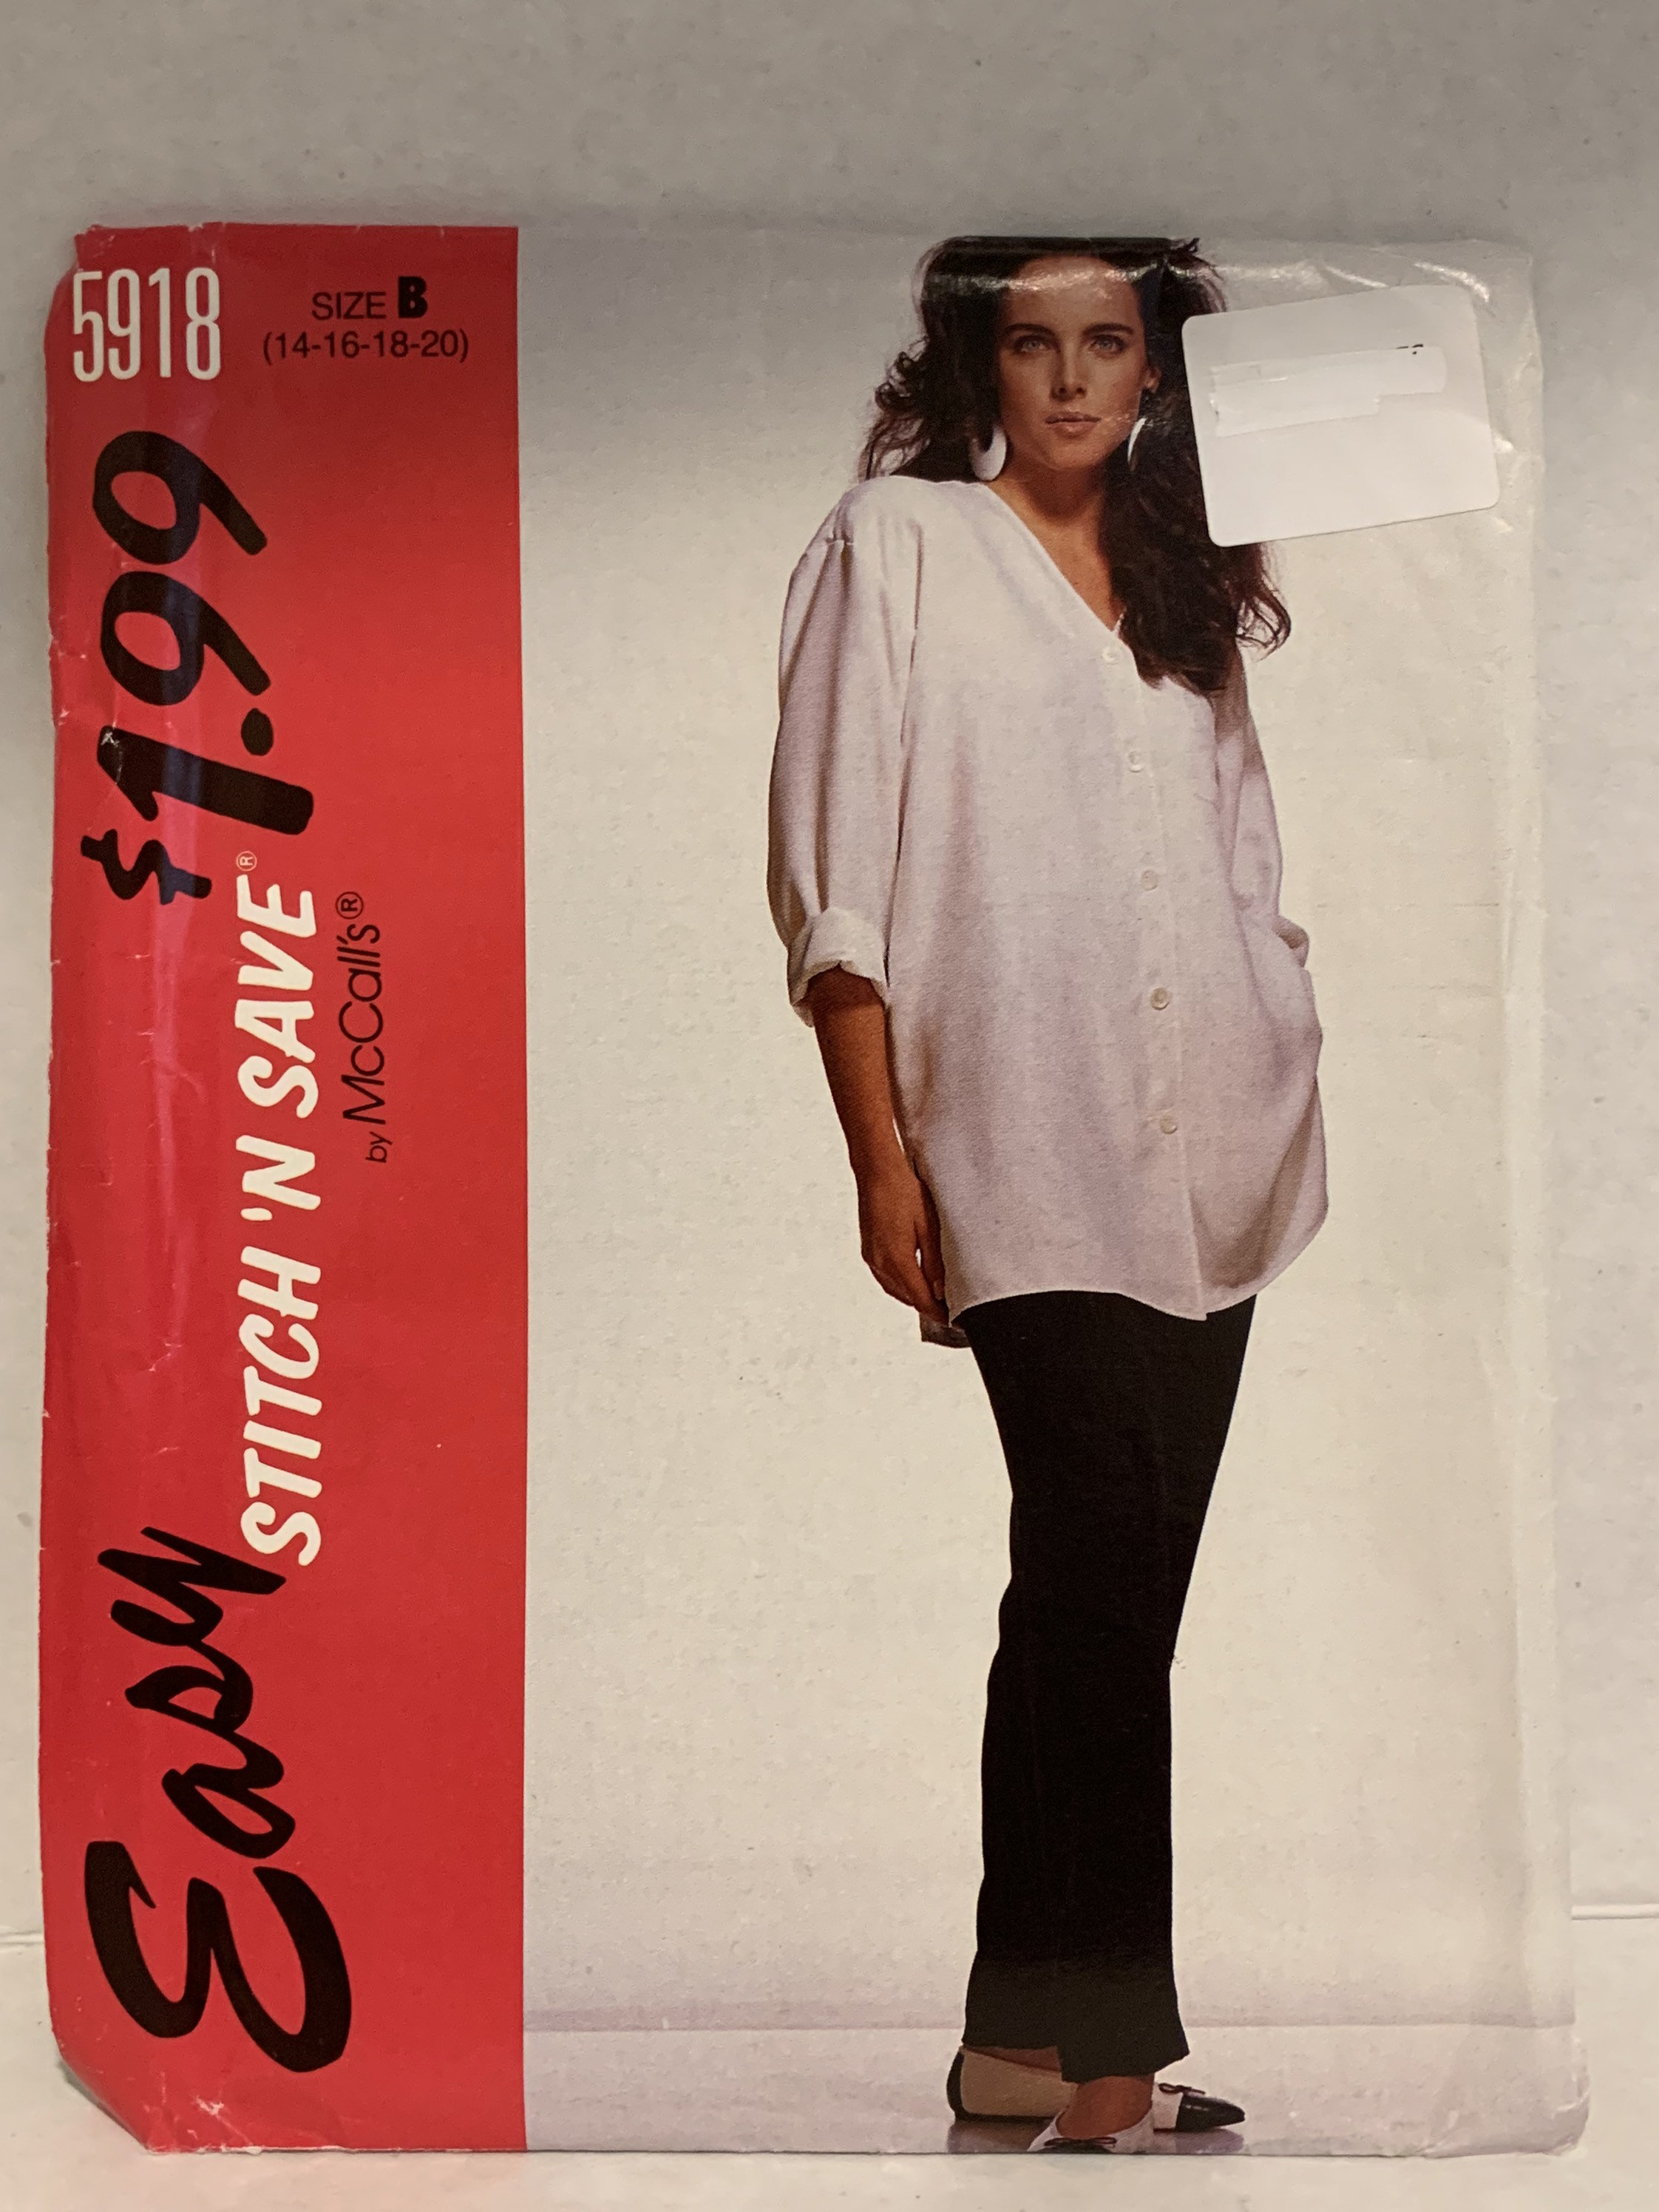 5918
SIZE B
(14-16-18-20)
$1.99
Easy
STITCH 'N SAVE®
by McCall's®